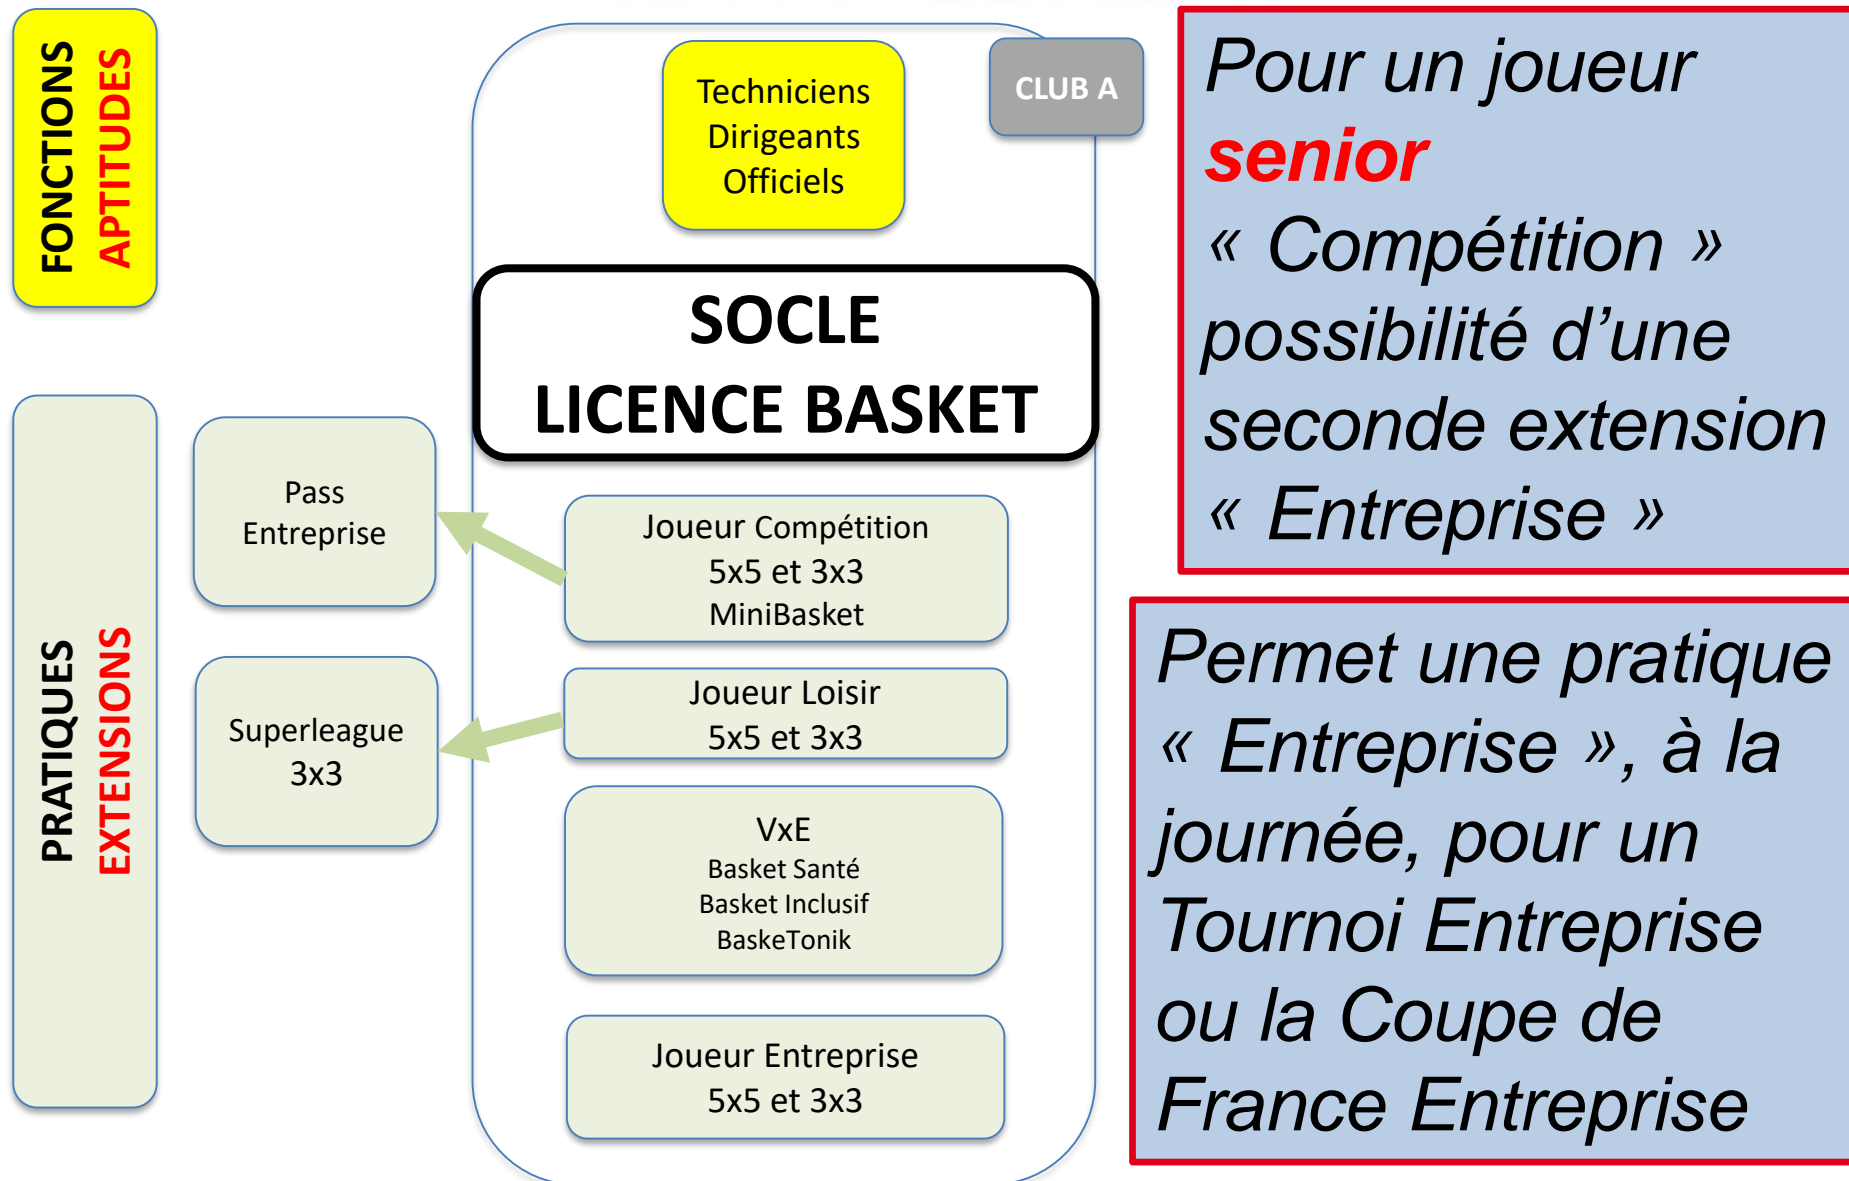 FONCTIONS
APTITUDES
Techniciens
Dirigeants
Officiels
CLUB A
SOCLE
LICENCE BASKET
PRATIQUES
EXTENSIONS
Pass
Entreprise
Superleague
3x3
Joueur Compétition
5x5 et 3x3
MiniBasket
Joueur Loisir
5x5 et 3x3
VxE
Basket Santé
Basket Inclusif
BaskeTonik
Joueur Entreprise
5x5 et 3x3
Pour un joueur
senior
« Compétition »
possibilité d’une
seconde extension
« Entreprise »
Permet une pratique
« Entreprise », à la
journée, pour un
Tournoi Entreprise
ou la Coupe de
France Entreprise